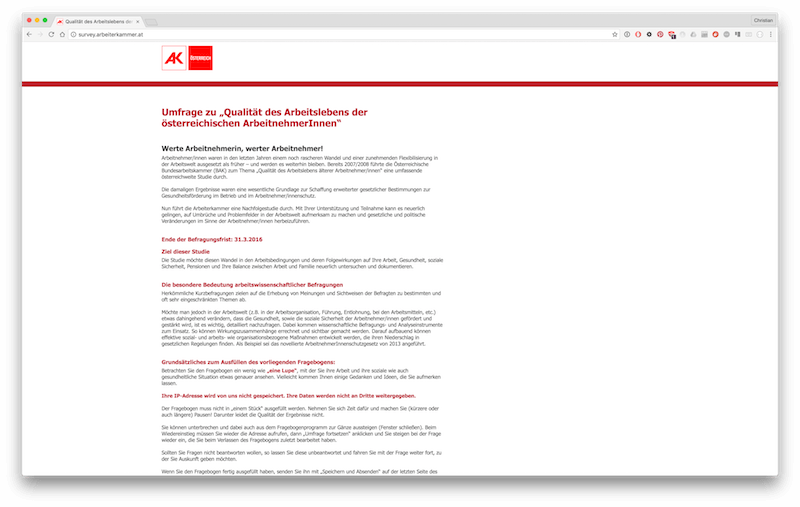 Qualität des Arbeitslebens de
Christian
survey.arbeiterkammer.at
AK
ÖSTERREICH
Umfrage zu „Qualität des Arbeitslebens der
österreichischen ArbeitnehmerInnen“
Werte Arbeitnehmerin, werter Arbeitnehmer!
Arbeitnehmer/innen waren in den letzten Jahren einem noch rascheren Wandel und einer zunehmenden Flexibilisierung in
der Arbeitswelt ausgesetzt als früher – und werden es weiterhin bleiben. Bereits 2007/2008 führte die Österreichische
Bundesarbeitskammer (BAK) zum Thema „Qualität des Arbeitslebens älterer Arbeitnehmer/innen“ eine umfassende
österreichweite Studie durch.
Die damaligen Ergebnisse waren eine wesentliche Grundlage zur Schaffung erweiterter gesetzlicher Bestimmungen zur
Gesundheitsförderung im Betrieb und im Arbeitnehmer/innenschutz.
Nun führt die Arbeiterkammer eine Nachfolgestudie durch. Mit Ihrer Unterstützung und Teilnahme kann es neuerlich
gelingen, auf Umbrüche und Problemfelder in der Arbeitswelt aufmerksam zu machen und gesetzliche und politische
Veränderungen im Sinne der Arbeitnehmer/innen herbeizuführen.
Ende der Befragungsfrist: 31.3.2016
Ziel dieser Studie
Die Studie möchte diesen Wandel in den Arbeitsbedingungen und deren Folgewirkungen auf Ihre Arbeit, Gesundheit, soziale
Sicherheit, Pensionen und Ihre Balance zwischen Arbeit und Familie neuerlich untersuchen und dokumentieren.
Die besondere Bedeutung arbeitswissenschaftlicher Befragungen
Herkömmliche Kurzbefragungen zielen auf die Erhebung von Meinungen und Sichtweisen der Befragten zu bestimmten und
oft sehr eingeschränkten Themen ab.
Möchte man jedoch in der Arbeitswelt (z.B. in der Arbeitsorganisation, Führung, Entlohnung, bei den Arbeitsmitteln, etc.)
etwas dahingehend verändern, dass die Gesundheit, sowie die soziale Sicherheit der Arbeitnehmer/innen gefördert und
gestärkt wird, ist es wichtig, detailliert nachzufragen. Dabei kommen wissenschaftliche Befragungs- und Analyseinstrumente
zum Einsatz. So können Wirkungszusammenhänge errechnet und sichtbar gemacht werden. Darauf aufbauend können
effektive sozial- und arbeits- wie organisationsbezogene Maßnahmen entwickelt werden, die ihren Niederschlag in
gesetzlichen Regelungen finden. Als Beispiel sei das novellierte ArbeitnehmerInnenschutzgesetz von 2013 angeführt.
Grundsätzliches zum Ausfüllen des vorliegenden Fragebogens:
Betrachten Sie den Fragebogen ein wenig wie „eine Lupe“, mit der Sie ihre Arbeit und ihre soziale wie auch
gesundheitliche Situation etwas genauer ansehen. Vielleicht kommen Ihnen einige Gedanken und Ideen, die Sie aufmerken
lassen.
Ihre IP-Adresse wird von uns nicht gespeichert. Ihre Daten werden nicht an Dritte weitergegeben.
Der Fragebogen muss nicht in „einem Stück“ ausgefüllt werden. Nehmen Sie sich Zeit dafür und machen Sie (kürzere oder
auch längere) Pausen! Darunter leidet die Qualität der Ergebnisse nicht.
Sie können unterbrechen und dabei auch aus dem Fragebogenprogramm zur Gänze aussteigen (Fenster schließen). Beim
Wiedereinstieg müssen Sie wieder die Adresse aufrufen, dann „Umfrage fortsetzen“ anklicken und Sie steigen bei der Frage
wieder ein, die Sie beim Verlassen des Fragebogens zuletzt bearbeitet haben.
Sollten Sie Fragen nicht beantworten wollen, so lassen Sie diese unbeantwortet und fahren Sie mit der Frage weiter fort, zu
der Sie Auskunft geben möchten.
Wenn Sie den Fragebogen fertig ausgefüllt haben, senden Sie ihn mit „Speichern und Absenden“ auf der letzten Seite des